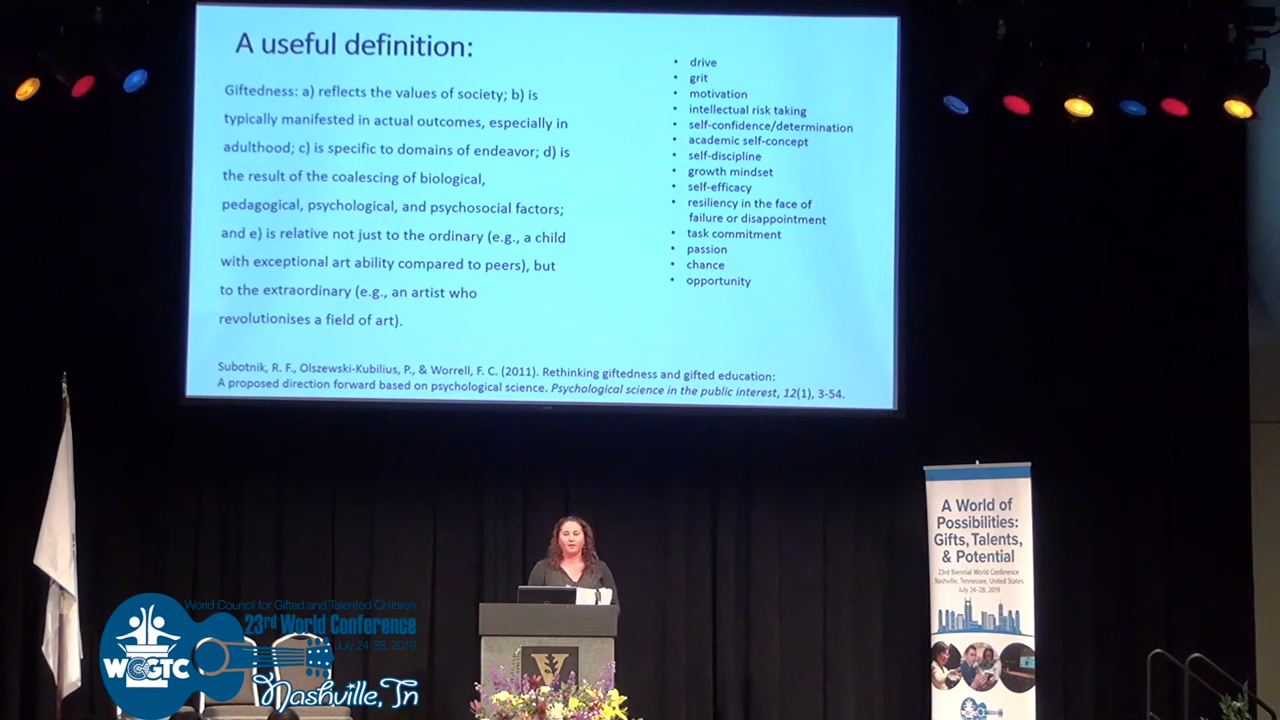 A useful definition:
Giftedness: a) reflects the values of society; b) is
typically manifested in actual outcomes, especially in
adulthood; c) is specific to domains of endeavor; d) is
the result of the coalescing of biological,
pedagogical, psychological, and psychosocial factors;
and e) is relative not just to the ordinary (e.g., a child
with exceptional art ability compared to peers), but
to the extraordinary (e.g., an artist who
revolutionises a field of art).
• drive
• grit
• motivation
• intellectual risk taking
• self-confidence/determination
• academic self-concept
• self-discipline
• growth mindset
• self-efficacy
• resiliency in the face of
failure or disappointment
• task commitment
• passion
• chance
• opportunity
Subotnik, R. F., Olszewski-Kubilius, P., & Worrell, F. C. (2011). Rethinking giftedness and gifted education:
A proposed direction forward based on psychological science. Psychological science in the public interest, 12(1), 3-54.
A World of
Possibilities:
Gifts, Talents,
& Potential
23rd Biennial World Conference
Nashville, Tennessee, United States
July 24-28, 2019
World Council for Gifted and Talented Children
23rd World Conference
July 24-28, 2019
WCGTC
Nashville, Tn
V